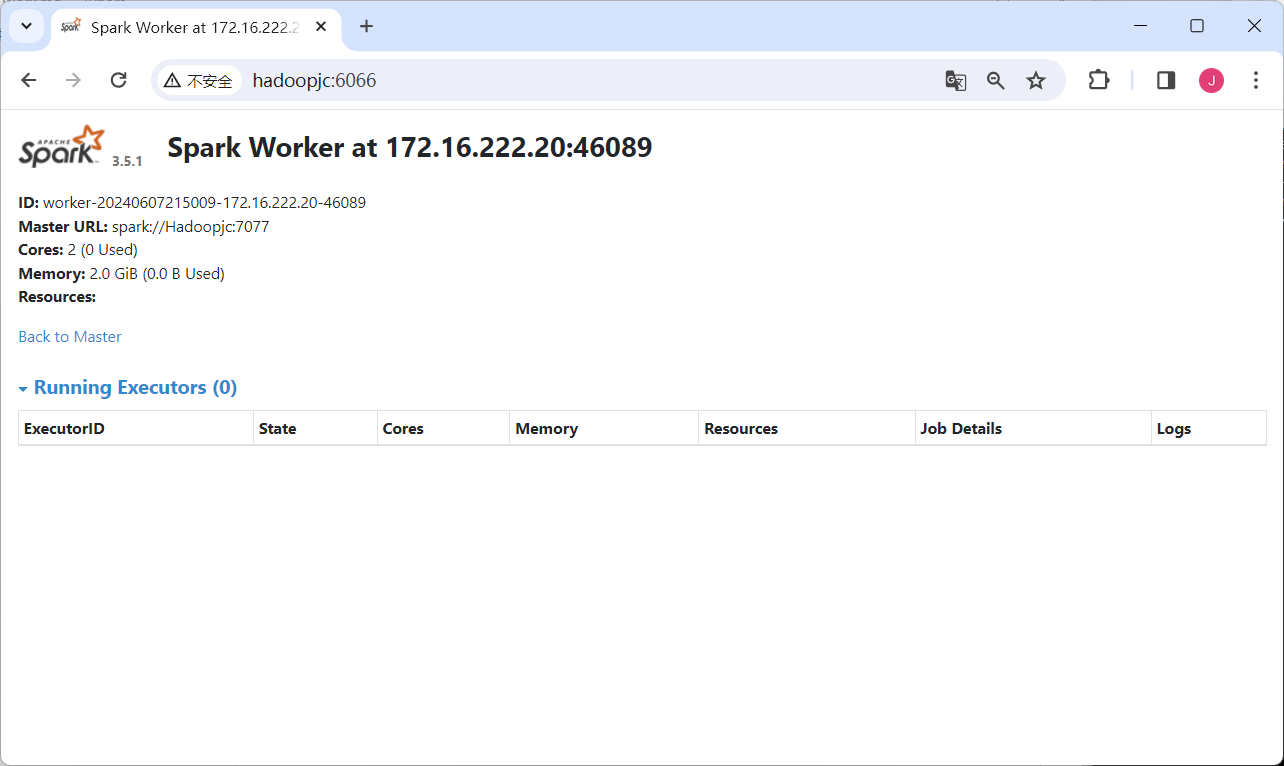 Spark Worker at 172.16.222.2
不安全 hadoopjc:6066
J
APACHE Spark 3.5.1 Spark Worker at 172.16.222.20:46089
ID: worker-20240607215009-172.16.222.20-46089
Master URL: spark://Hadoopjc:7077
Cores: 2 (0 Used)
Memory: 2.0 GiB (0.0 B Used)
Resources:
Back to Master
Running Executors (0)
ExecutorID State Cores Memory Resources Job Details Logs